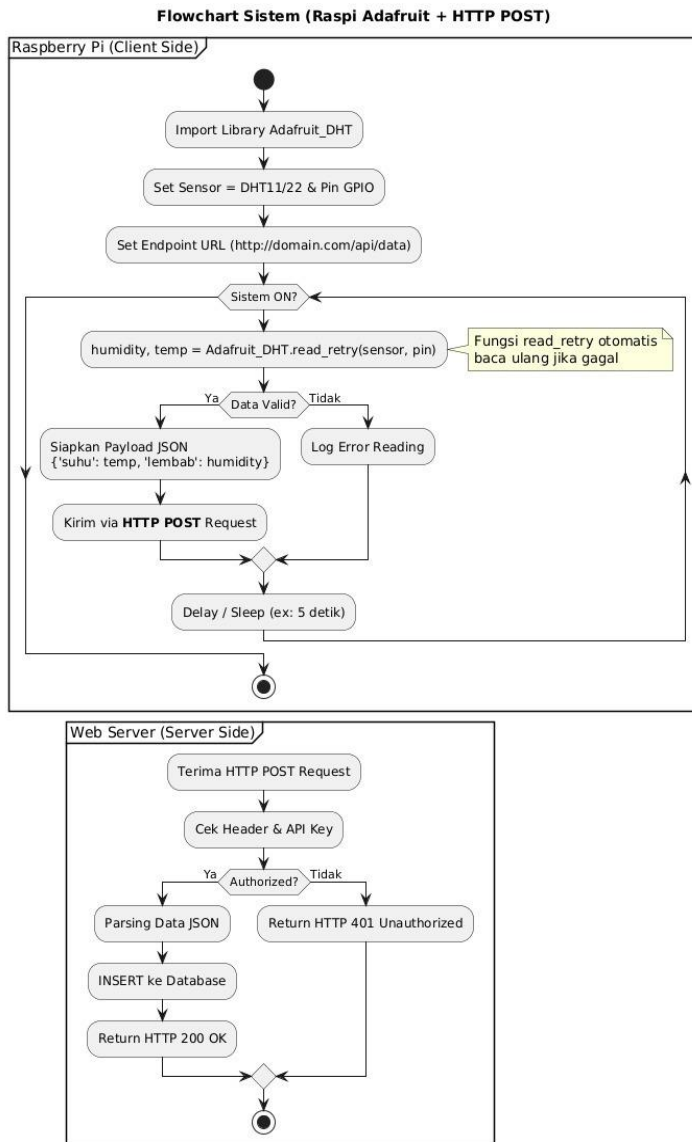 Flowchart Sistem (Raspi Adafruit + HTTP POST)
Raspberry Pi (Client Side)
Import Library Adafruit_DHT
Set Sensor = DHT11/22 & Pin GPIO
Set Endpoint URL (http://domain.com/api/data)
Sistem ON?
humidity, temp = Adafruit_DHT.read_retry(sensor, pin)
Fungsi read_retry otomatis
baca ulang jika gagal
Ya
Data Valid?
Tidak
Siapkan Payload JSON
{'suhu': temp, 'lembab': humidity}
Log Error Reading
Kirim via HTTP POST Request
Delay / Sleep (ex: 5 detik)
Web Server (Server Side)
Terima HTTP POST Request
Cek Header & API Key
Ya
Authorized?
Tidak
Parsing Data JSON
Return HTTP 401 Unauthorized
INSERT ke Database
Return HTTP 200 OK